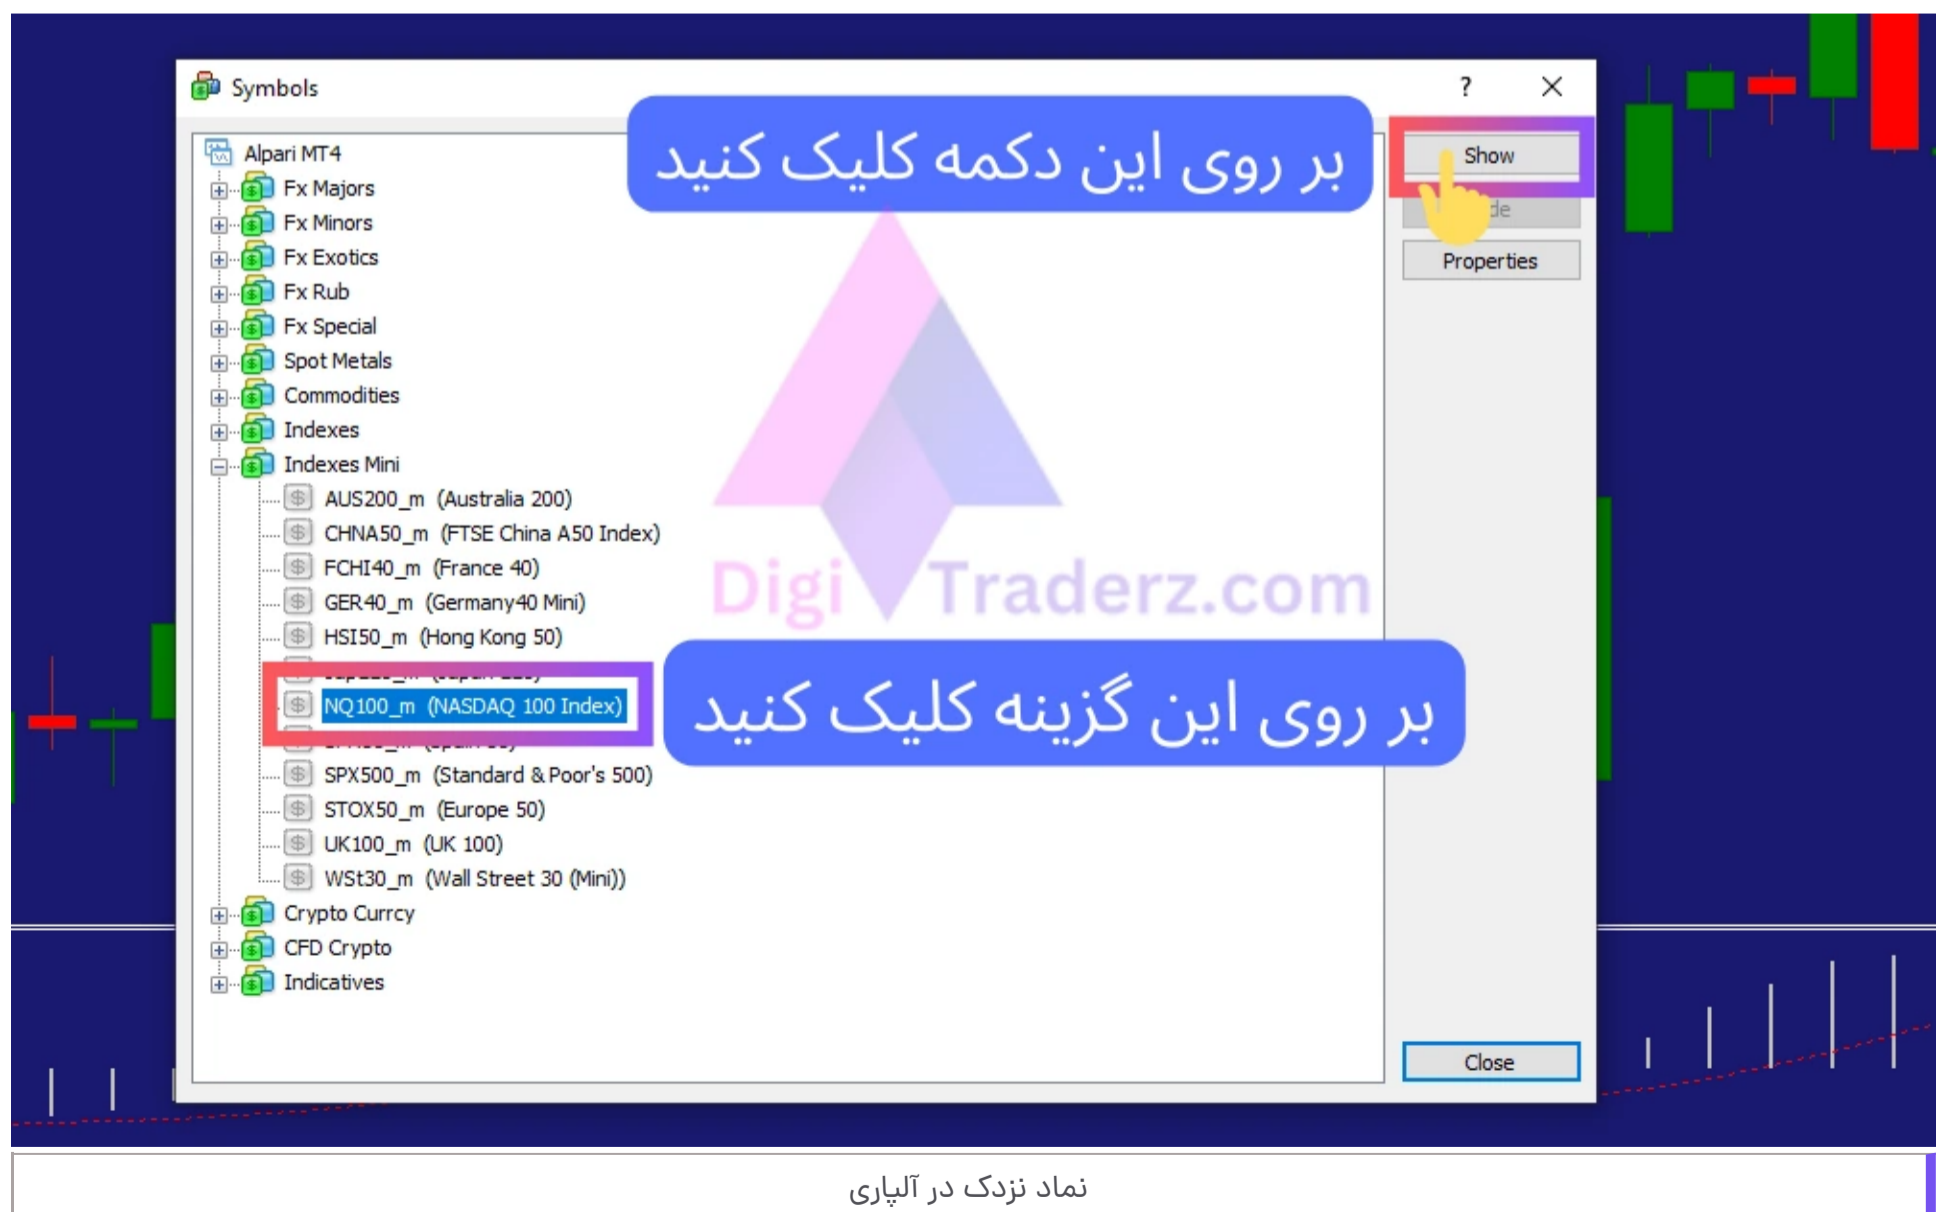 Symbols
بر روی این دکمه کلیک کنید
Show
Properties
Alpari MT4
Fx Majors
Fx Minors
Fx Exotics
Fx Rub
Fx Special
Spot Metals
Commodities
Indexes
Indexes Mini
AUS200_m (Australia 200)
CHNA50_m (FTSE China A50 Index)
FCHI40_m (France 40)
GER40_m (Germany40 Mini)
HSI50_m (Hong Kong 50)
NQ100_m (NASDAQ 100 Index)
SPX500_m (Standard & Poor's 500)
STOX50_m (Europe 50)
UK100_m (UK 100)
WSt30_m (Wall Street 30 (Mini))
Crypto Currcy
CFD Crypto
Indicatives
DigiTraderz.com
بر روی این گزینه کلیک کنید
Close
نماد نزدک در آلپاری